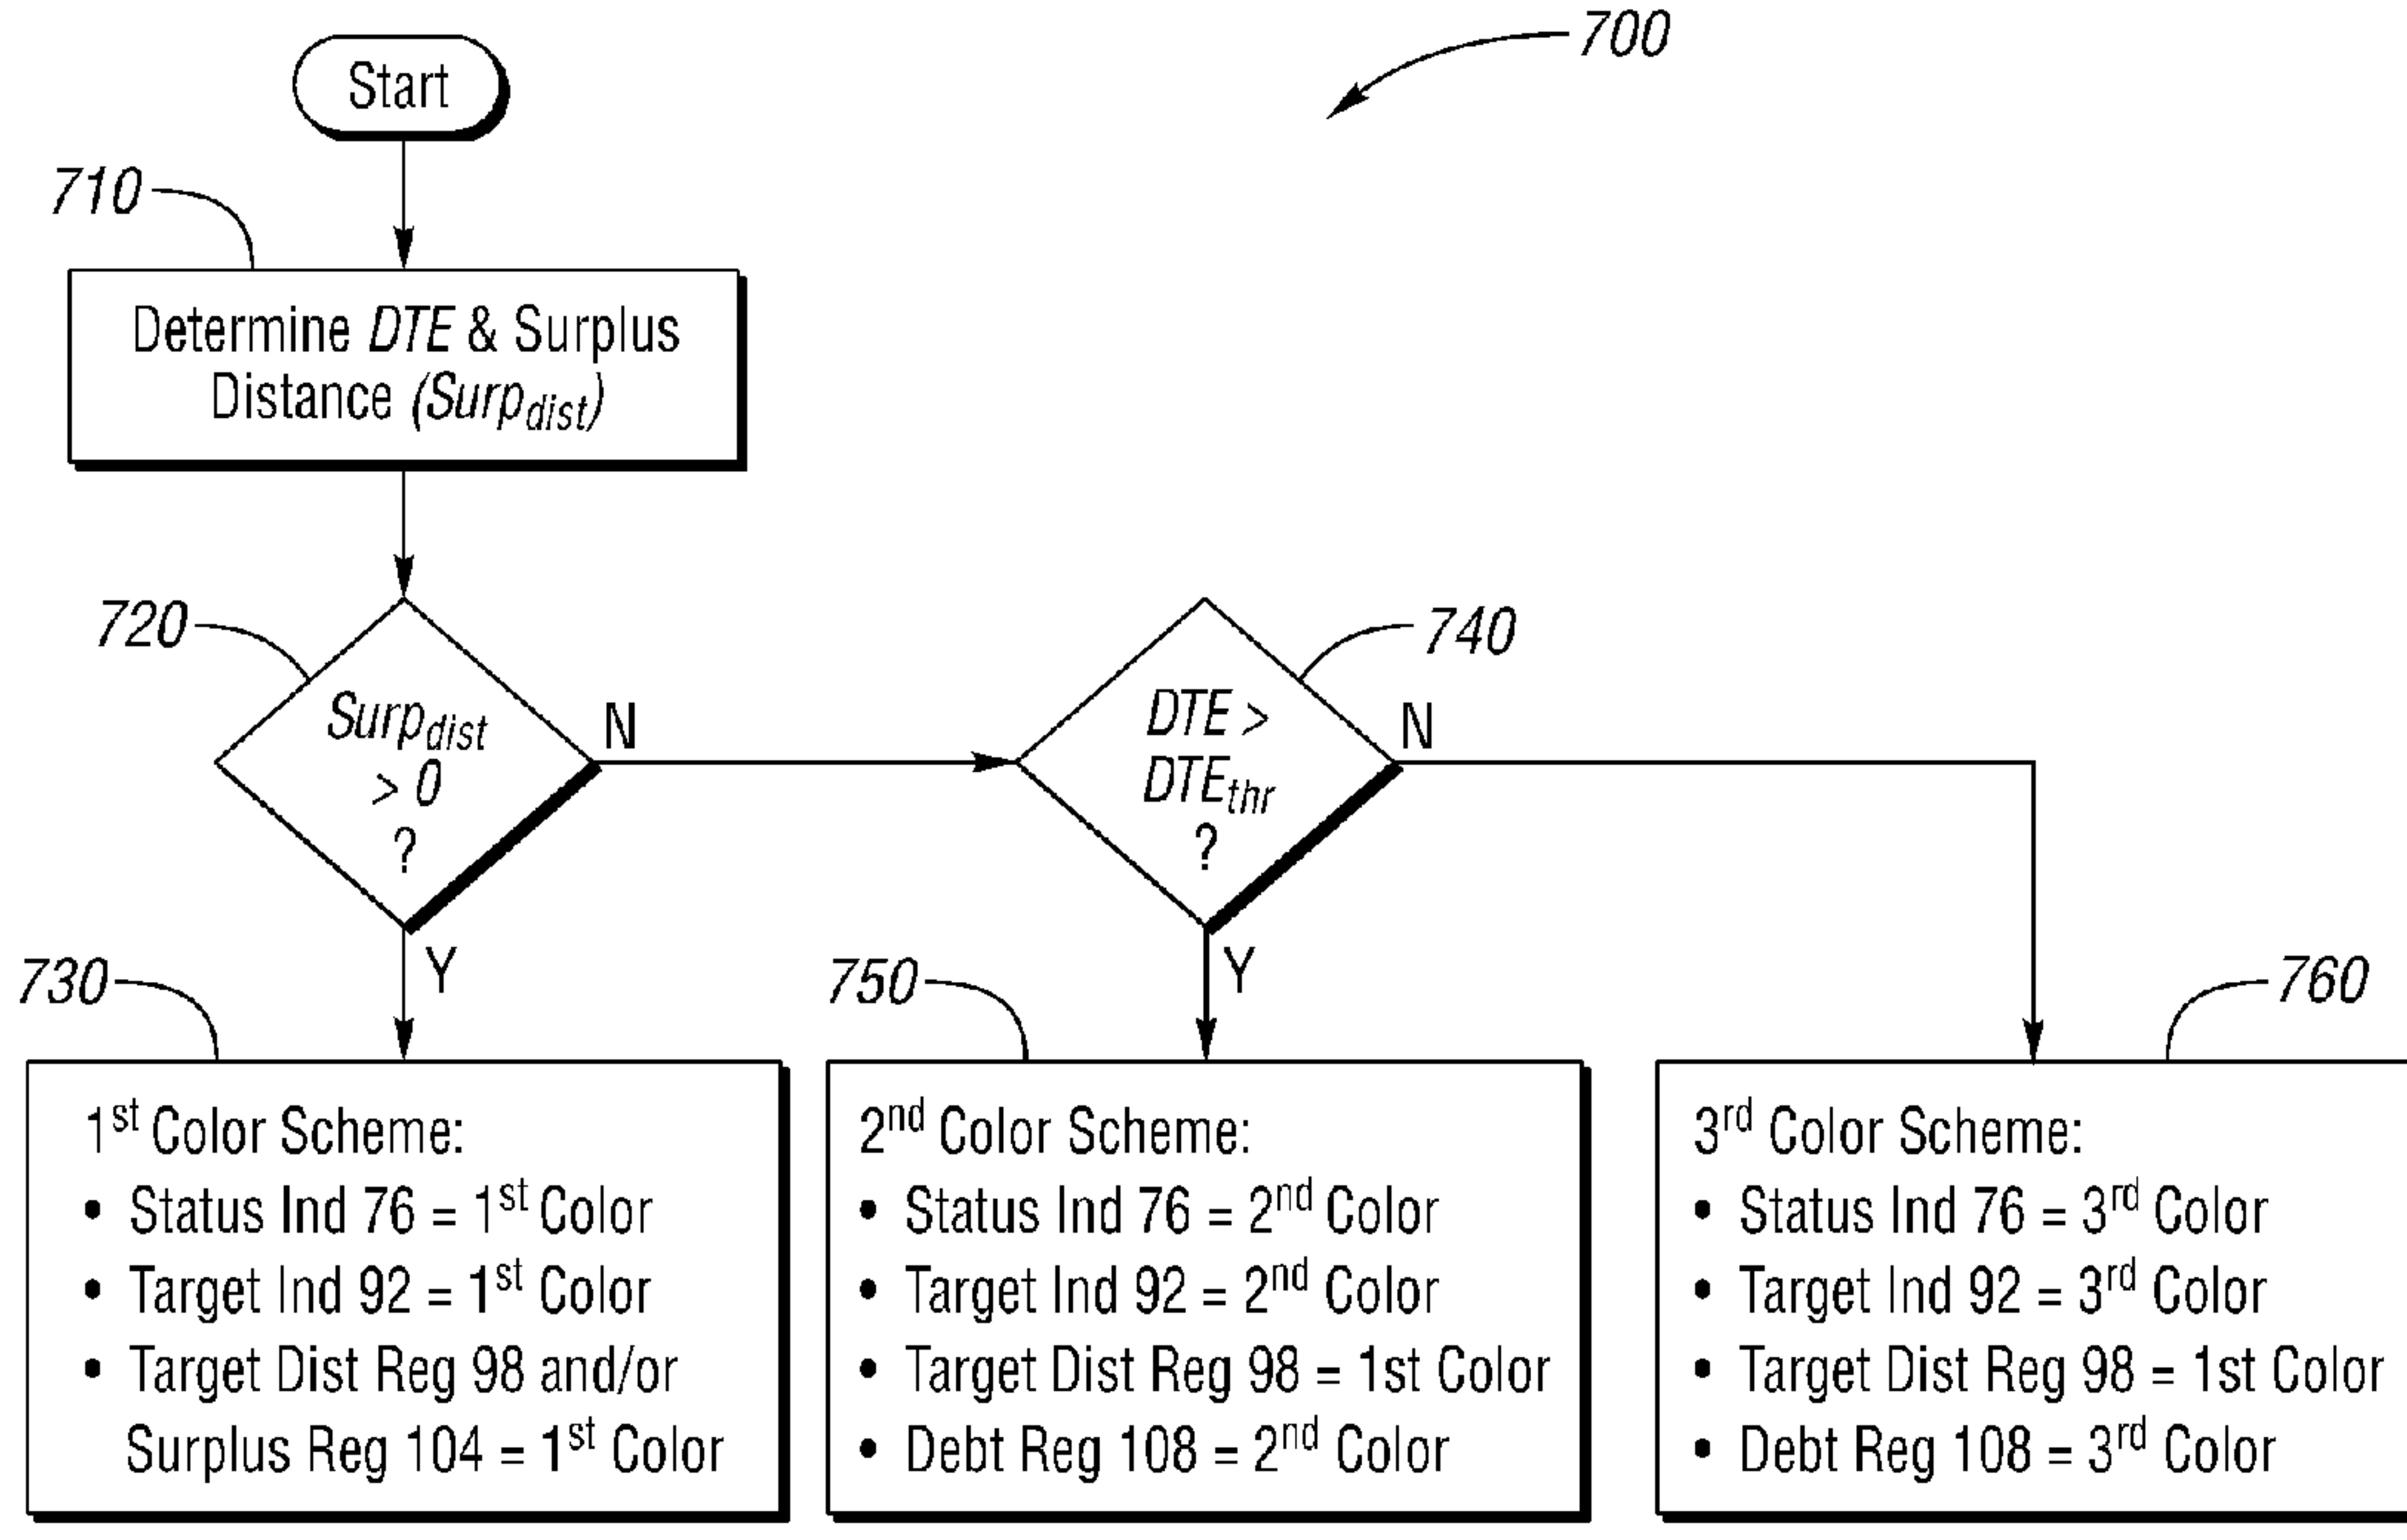 700
Start
710
Determine DTE & Surplus
Distance (Surp_dist)
720
Surp_dist
> 0
?
N
Y
740
DTE >
DTE_thr
?
N
Y
730
1st Color Scheme:
• Status Ind 76 = 1st Color
• Target Ind 92 = 1st Color
• Target Dist Reg 98 and/or
Surplus Reg 104 = 1st Color
750
2nd Color Scheme:
• Status Ind 76 = 2nd Color
• Target Ind 92 = 2nd Color
• Target Dist Reg 98 = 1st Color
• Debt Reg 108 = 2nd Color
760
3rd Color Scheme:
• Status Ind 76 = 3rd Color
• Target Ind 92 = 3rd Color
• Target Dist Reg 98 = 1st Color
• Debt Reg 108 = 3rd Color